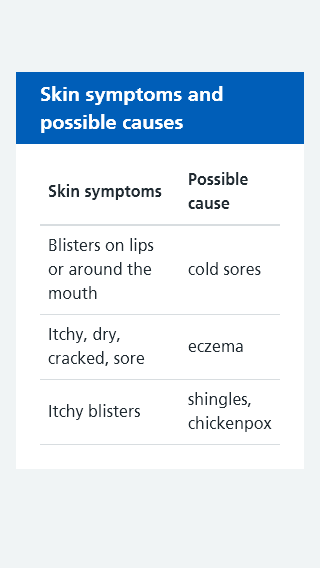 Skin symptoms and
possible causes
Skin symptoms
Possible
cause
Blisters on lips
or around the
mouth
cold sores
Itchy, dry,
cracked, sore
eczema
Itchy blisters
shingles,
chickenpox